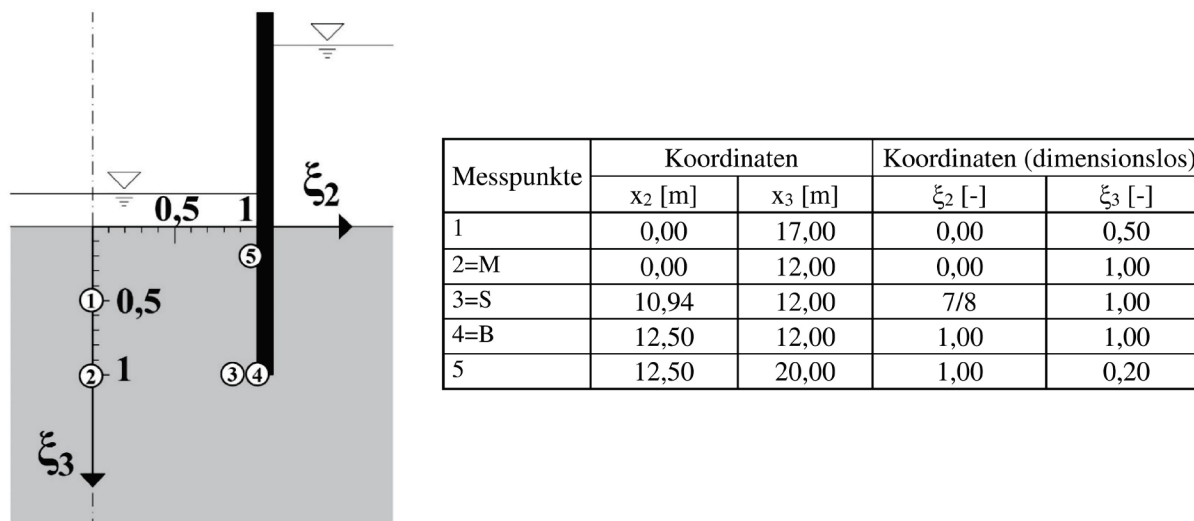 0,5 1 ξ2
5
1 0,5
2 1 3 4
ξ3
Messpunkte Koordinaten Koordinaten (dimensionslos)
x2 [m] x3 [m] ξ2 [-] ξ3 [-]
1 0,00 17,00 0,00 0,50
2=M 0,00 12,00 0,00 1,00
3=S 10,94 12,00 7/8 1,00
4=B 12,50 12,00 1,00 1,00
5 12,50 20,00 1,00 0,20